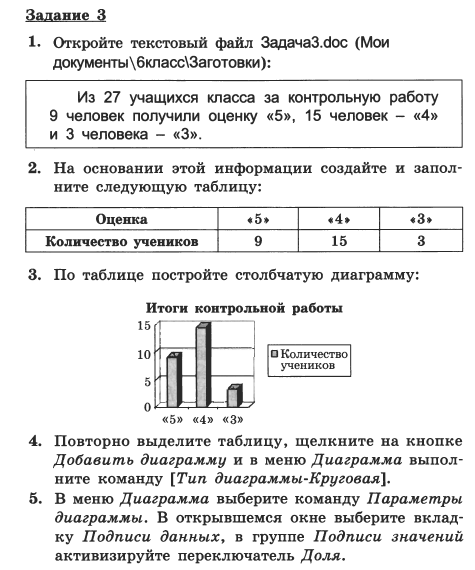 Задание 3
1. Откройте текстовый файл Задача3.doc (Мои
документы\6класс\Заготовки):
Из 27 учащихся класса за контрольную работу
9 человек получили оценку «5», 15 человек – «4»
и 3 человека – «3».
2. На основании этой информации создайте и запол-
ните следующую таблицу:
Оценка «5» «4» «3»
Количество учеников 9 15 3
3. По таблице постройте столбчатую диаграмму:
Итоги контрольной работы
15
10
5
0
«5» «4» «3»
Количество
учеников
4. Повторно выделите таблицу, щелкните на кнопке
Добавить диаграмму и в меню Диаграмма выпол-
ните команду [Тип диаграммы-Круговая].
5. В меню Диаграмма выберите команду Параметры
диаграммы. В открывшемся окне выберите вклад-
ку Подписи данных, в группе Подписи значений
активизируйте переключатель Доля.